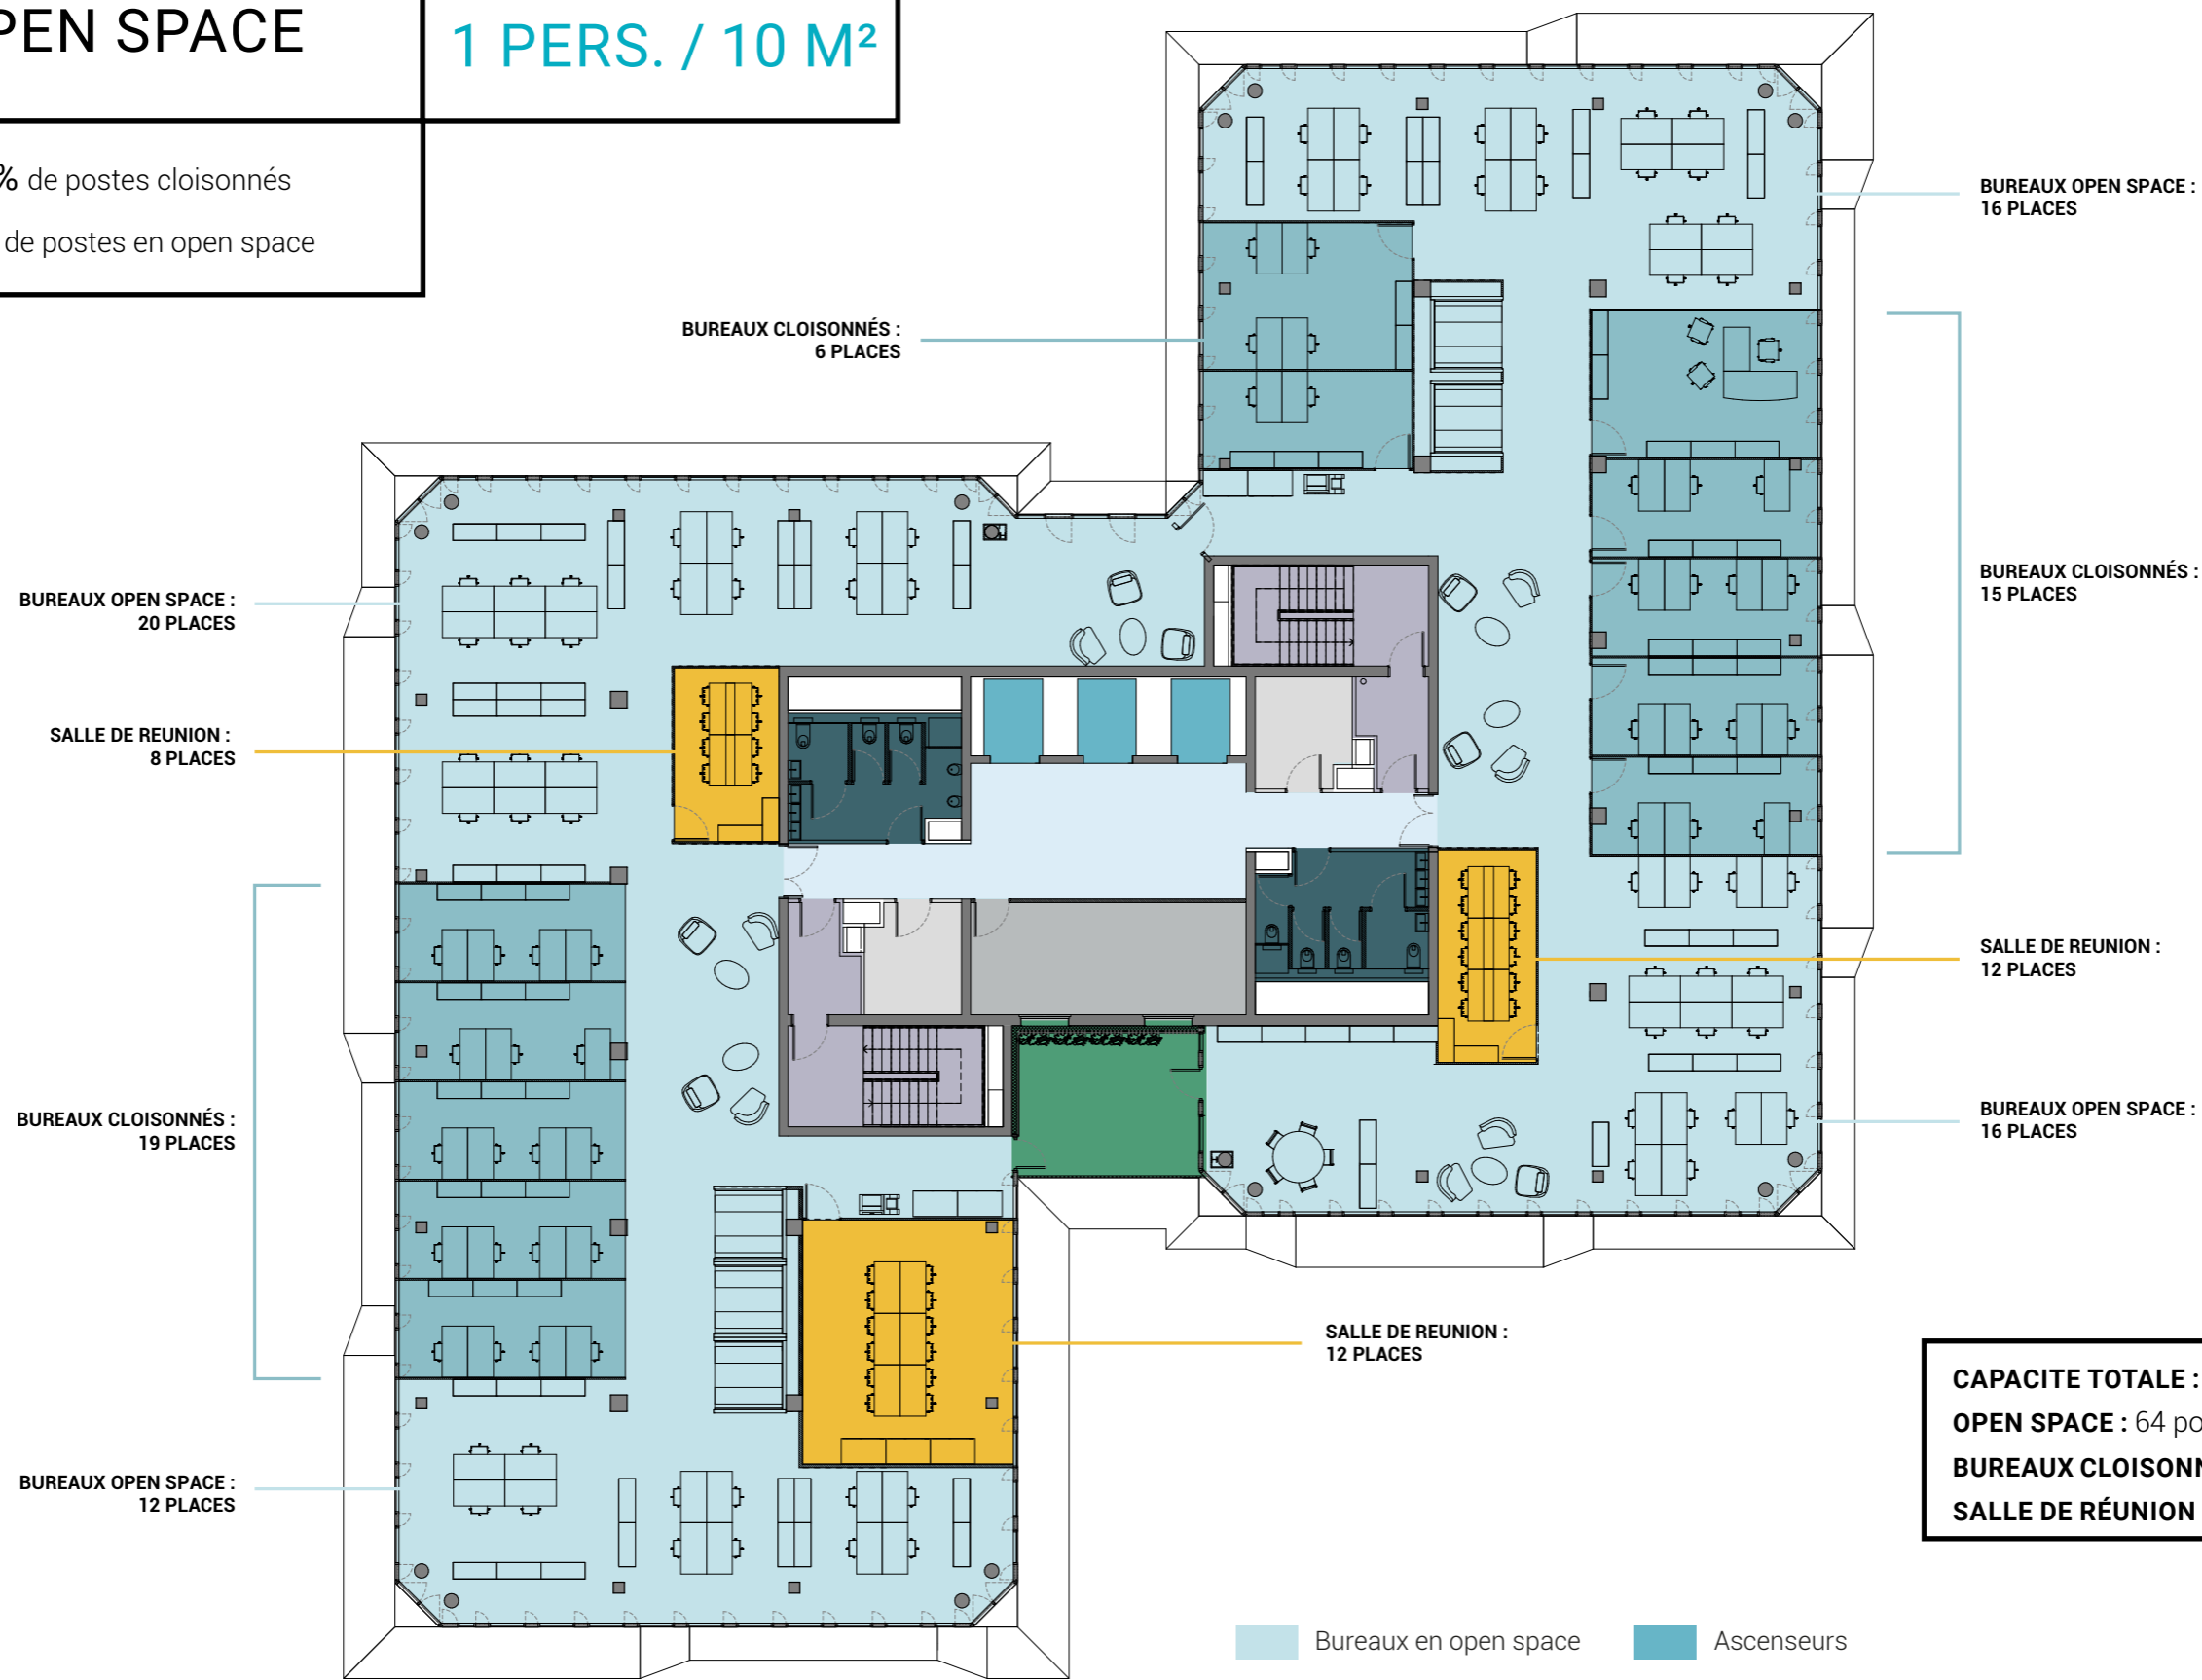 PEN SPACE
1 PERS. / 10 M²
% de postes cloisonnés
de postes en open space
BUREAUX OPEN SPACE :
16 PLACES
BUREAUX CLOISONNÉS :
6 PLACES
BUREAUX CLOISONNÉS :
15 PLACES
BUREAUX OPEN SPACE :
20 PLACES
SALLE DE REUNION :
8 PLACES
SALLE DE REUNION :
12 PLACES
BUREAUX CLOISONNÉS :
19 PLACES
BUREAUX OPEN SPACE :
16 PLACES
SALLE DE REUNION :
12 PLACES
BUREAUX OPEN SPACE :
12 PLACES
CAPACITE TOTALE :
OPEN SPACE : 64 po
BUREAUX CLOISON
SALLE DE RÉUNION
Bureaux en open space
Ascenseurs